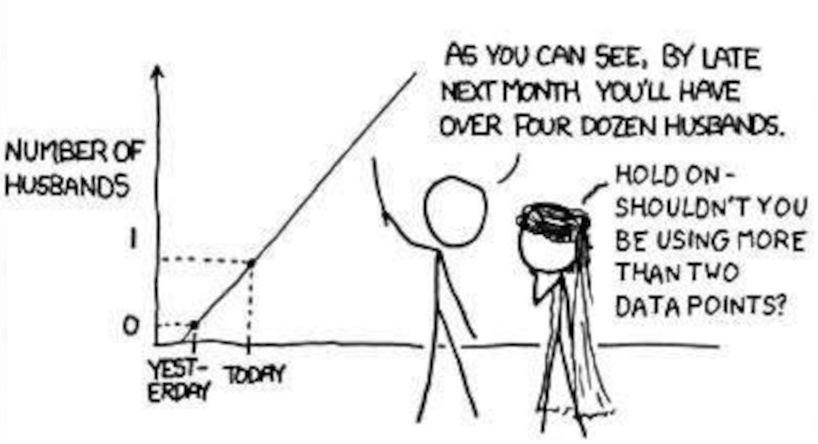 AS YOU CAN SEE, BY LATE
NEXT MONTH YOU'LL HAVE
OVER FOUR DOZEN HUSBANDS.
NUMBER OF
HUSBANDS
HOLD ON-
SHOULDN'T YOU
BE USING MORE
THAN TWO
DATA POINTS?
1
0
YEST-
ERDAY
TODAY